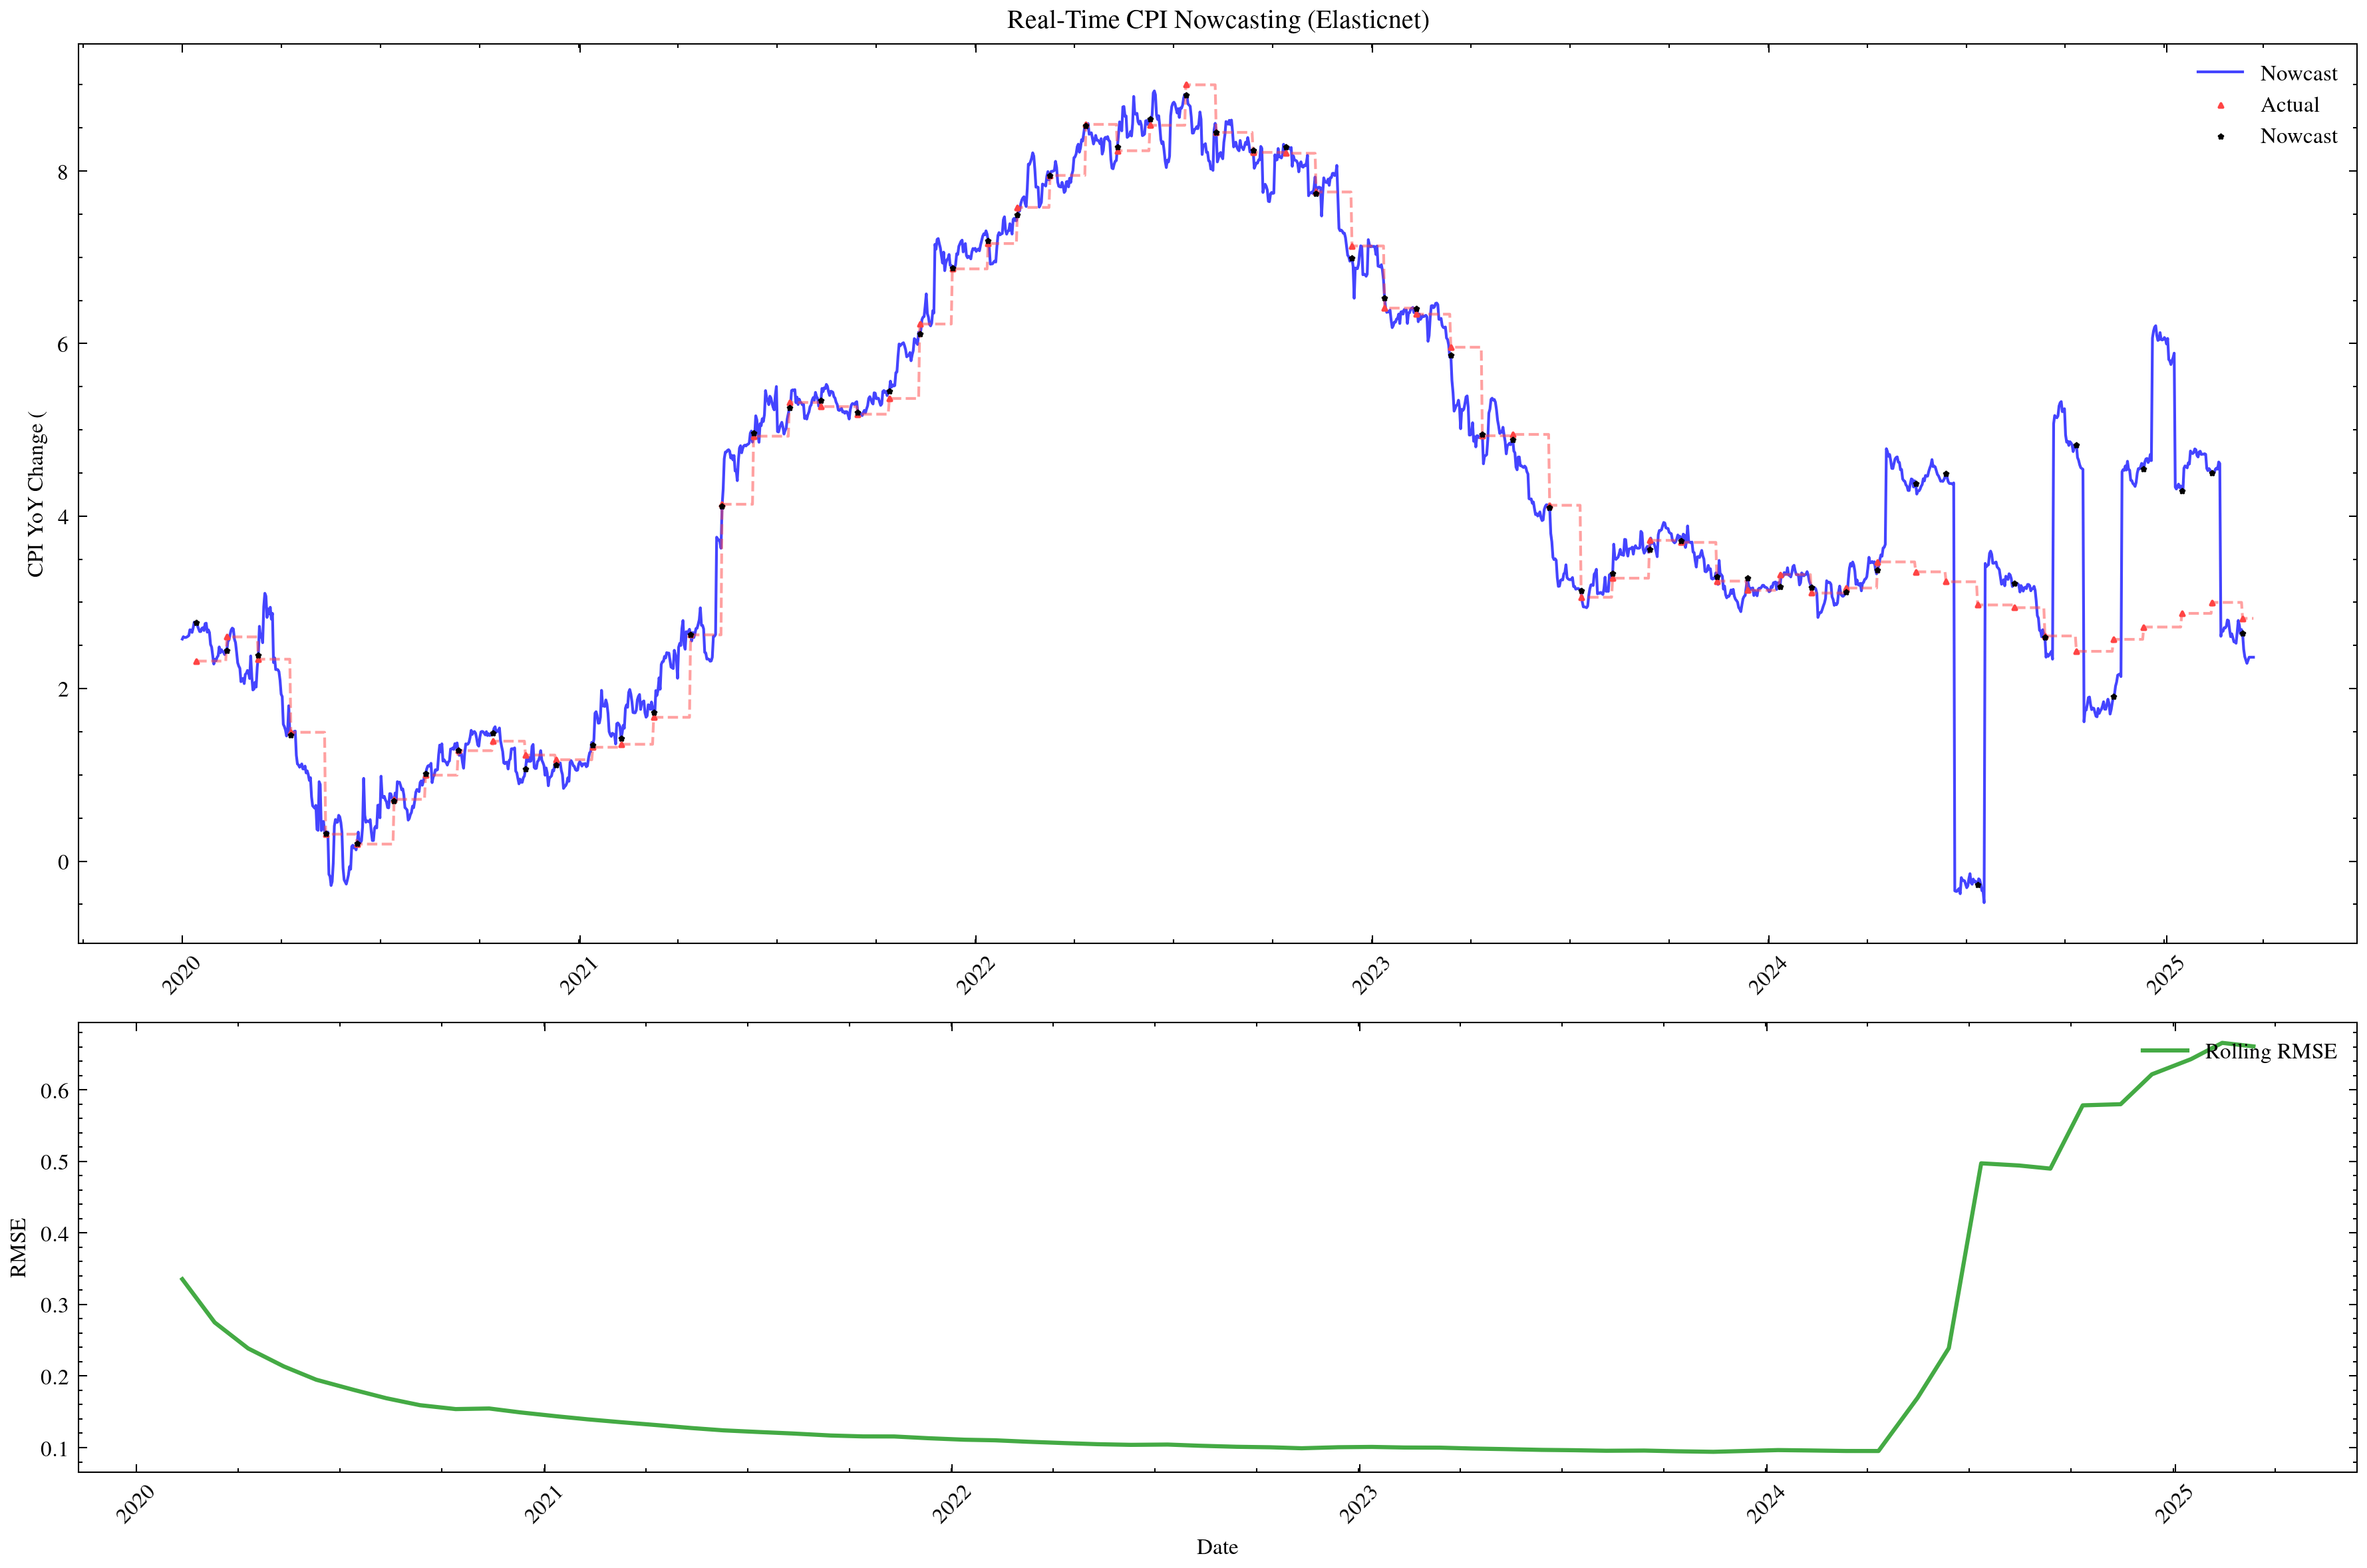 Real-Time CPI Nowcasting (Elasticnet)
Nowcast
Actual
Nowcast
CPI YoY Change (
8
6
4
2
0
2020
2021
2022
2023
2024
2025
Rolling RMSE
RMSE
0.6
0.5
0.4
0.3
0.2
0.1
2020
2021
2022
2023
2024
2025
Date